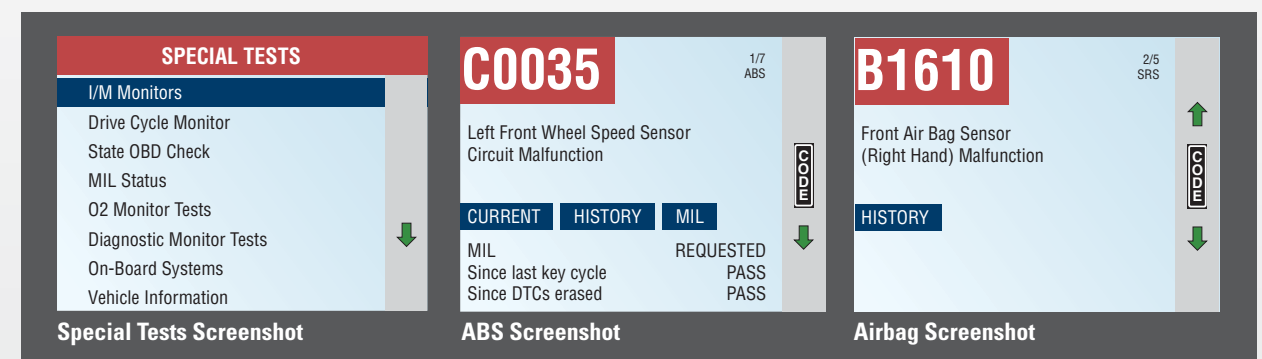 SPECIAL TESTS
I/M Monitors
Drive Cycle Monitor
State OBD Check
MIL Status
O2 Monitor Tests
Diagnostic Monitor Tests
On-Board Systems
Vehicle Information
Special Tests Screenshot
C0035
1/7
ABS
Left Front Wheel Speed Sensor
Circuit Malfunction
CODE
CURRENT HISTORY MIL
MIL REQUESTED
Since last key cycle PASS
Since DTCs erased PASS
ABS Screenshot
B1610
2/5
SRS
Front Air Bag Sensor
(Right Hand) Malfunction
CODE
HISTORY
Airbag Screenshot